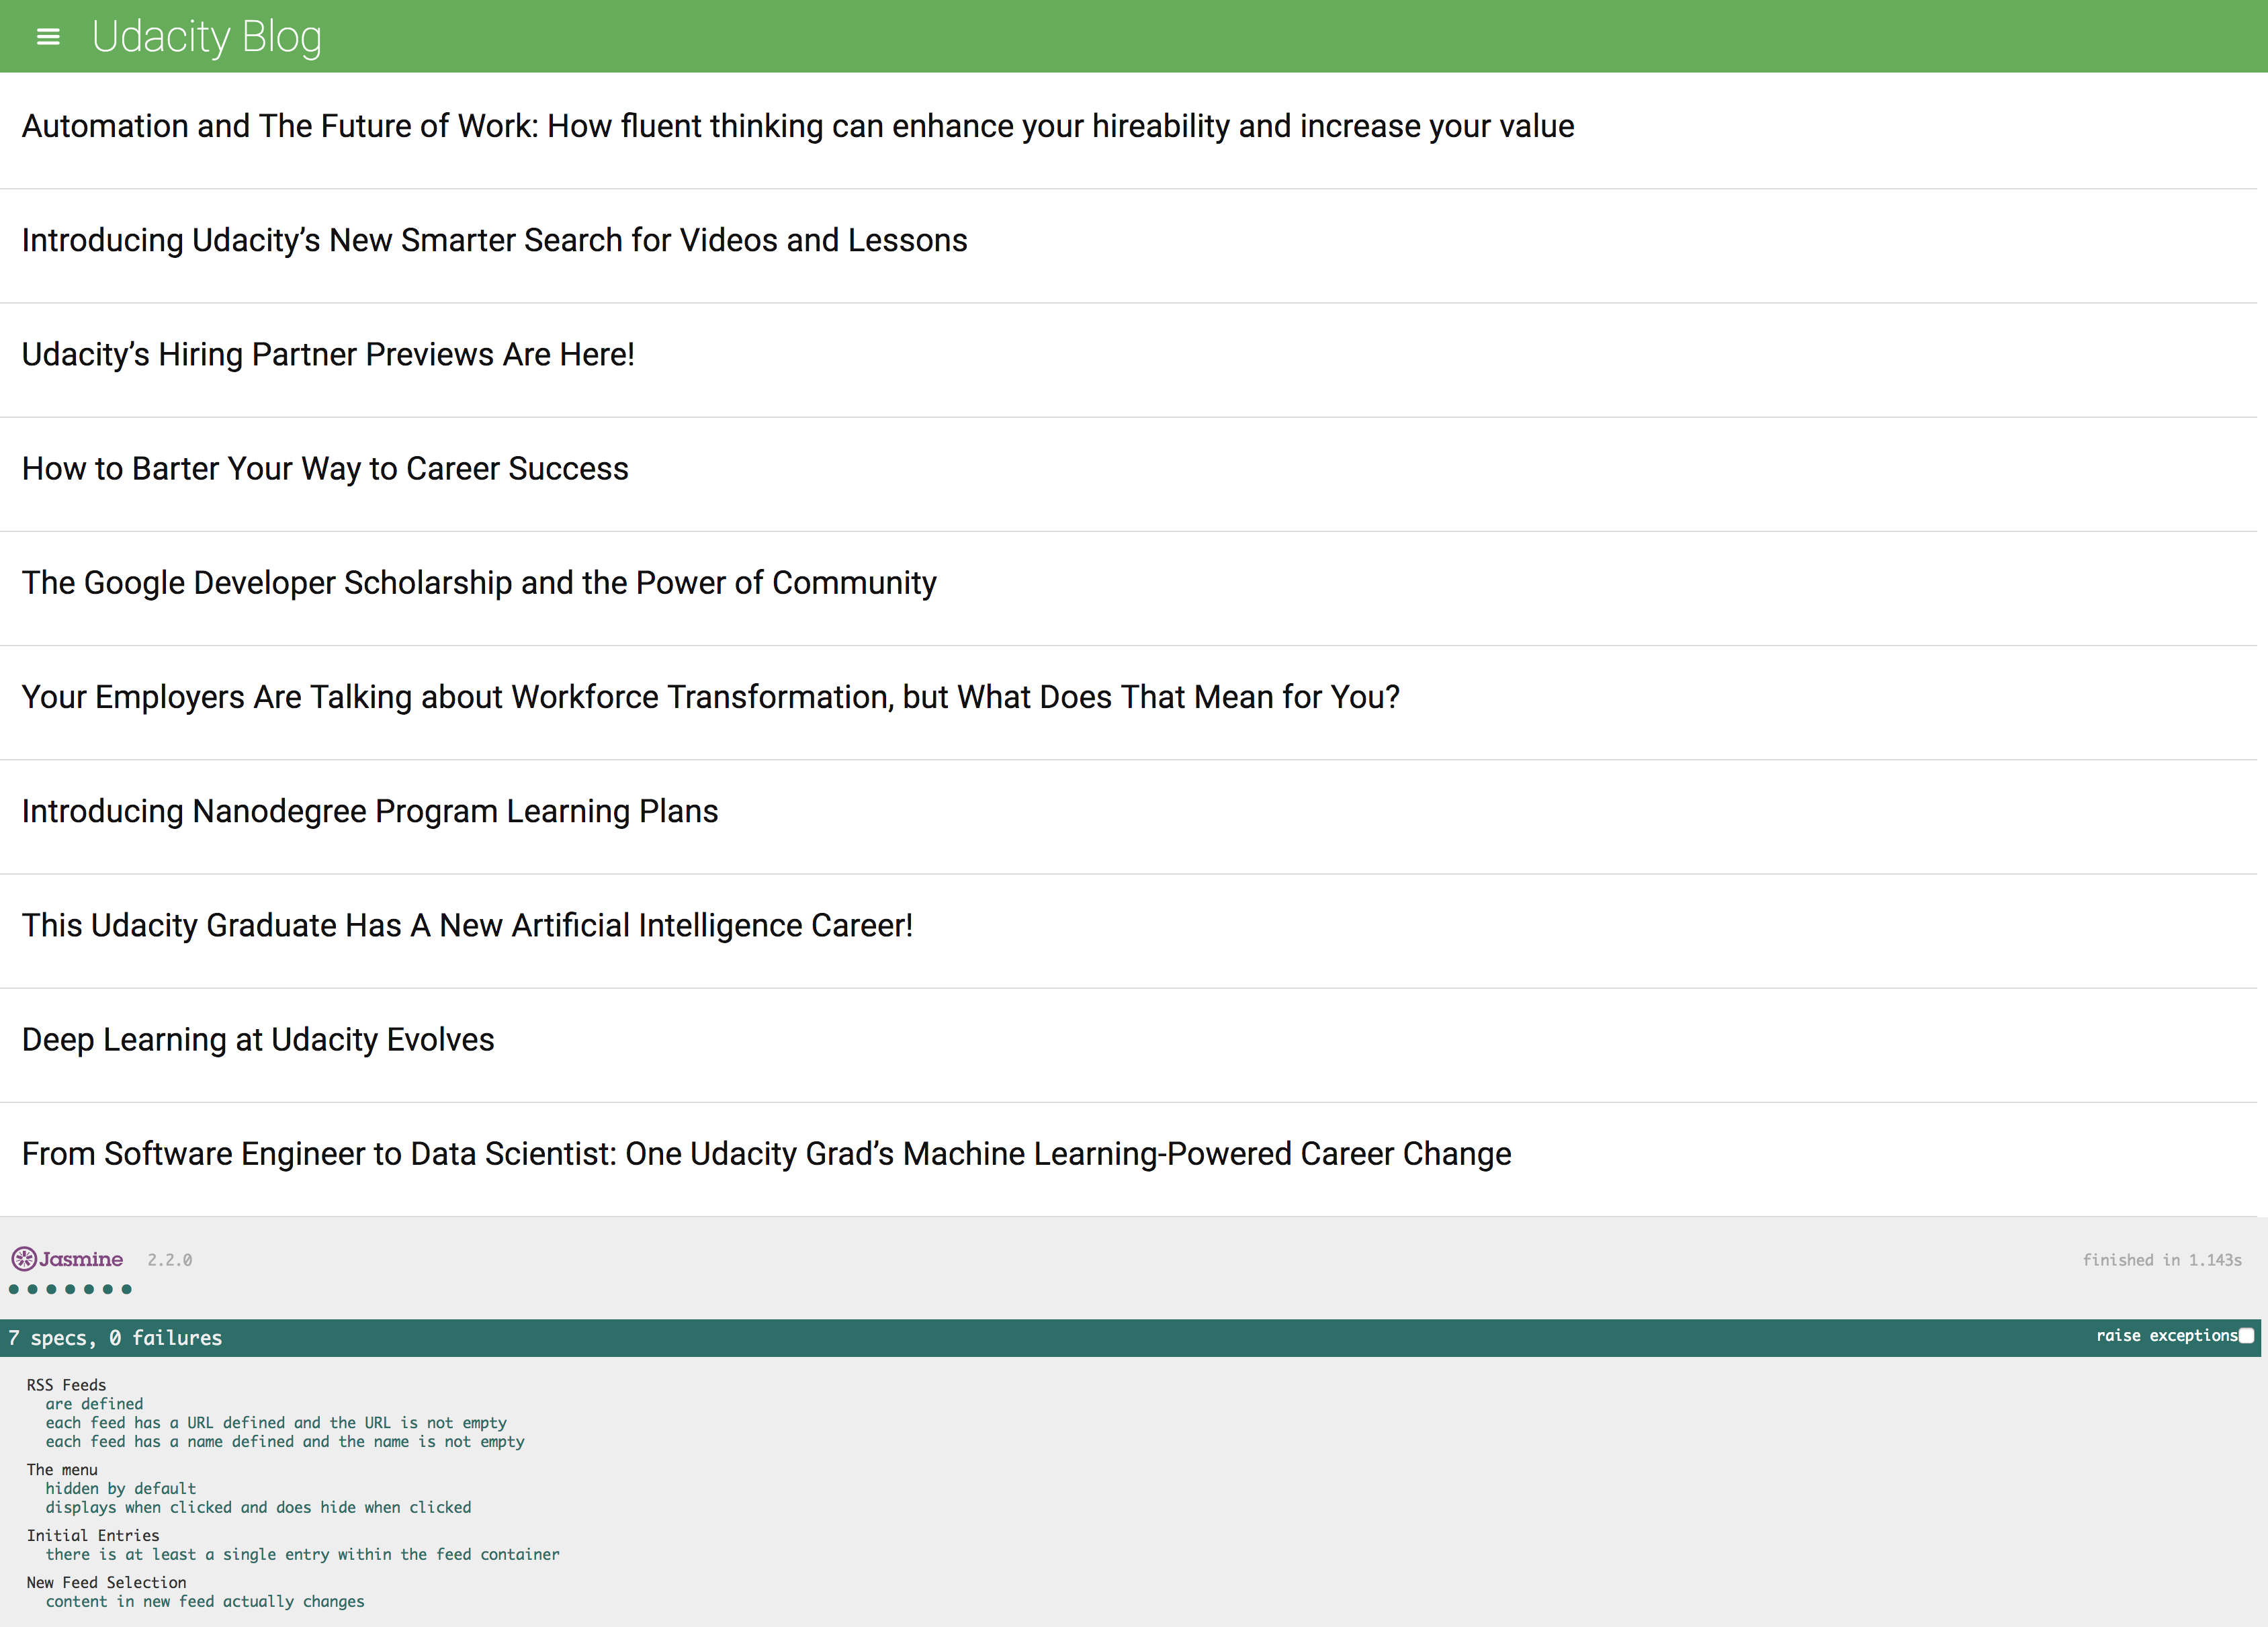 Udacity Blog
Automation and The Future of Work: How fluent thinking can enhance your hireability and increase your value
Introducing Udacity’s New Smarter Search for Videos and Lessons
Udacity’s Hiring Partner Previews Are Here!
How to Barter Your Way to Career Success
The Google Developer Scholarship and the Power of Community
Your Employers Are Talking about Workforce Transformation, but What Does That Mean for You?
Introducing Nanodegree Program Learning Plans
This Udacity Graduate Has A New Artificial Intelligence Career!
Deep Learning at Udacity Evolves
From Software Engineer to Data Scientist: One Udacity Grad’s Machine Learning-Powered Career Change
Jasmine 2.2.0 finished in 1.143s
7 specs, 0 failures raise exceptions
RSS Feeds
are defined
each feed has a URL defined and the URL is not empty
each feed has a name defined and the name is not empty
The menu
hidden by default
displays when clicked and does hide when clicked
Initial Entries
there is at least a single entry within the feed container
New Feed Selection
content in new feed actually changes